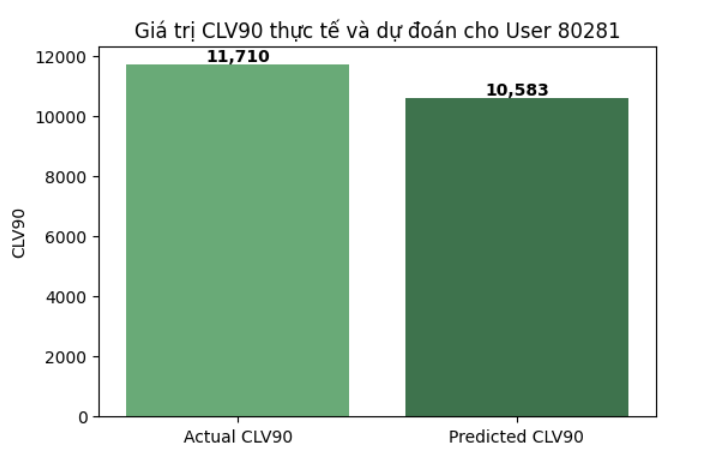 Giá trị CLV90 thực tế và dự đoán cho User 80281
12000
11,710
10,583
10000
8000
CLV90
6000
4000
2000
0
Actual CLV90
Predicted CLV90